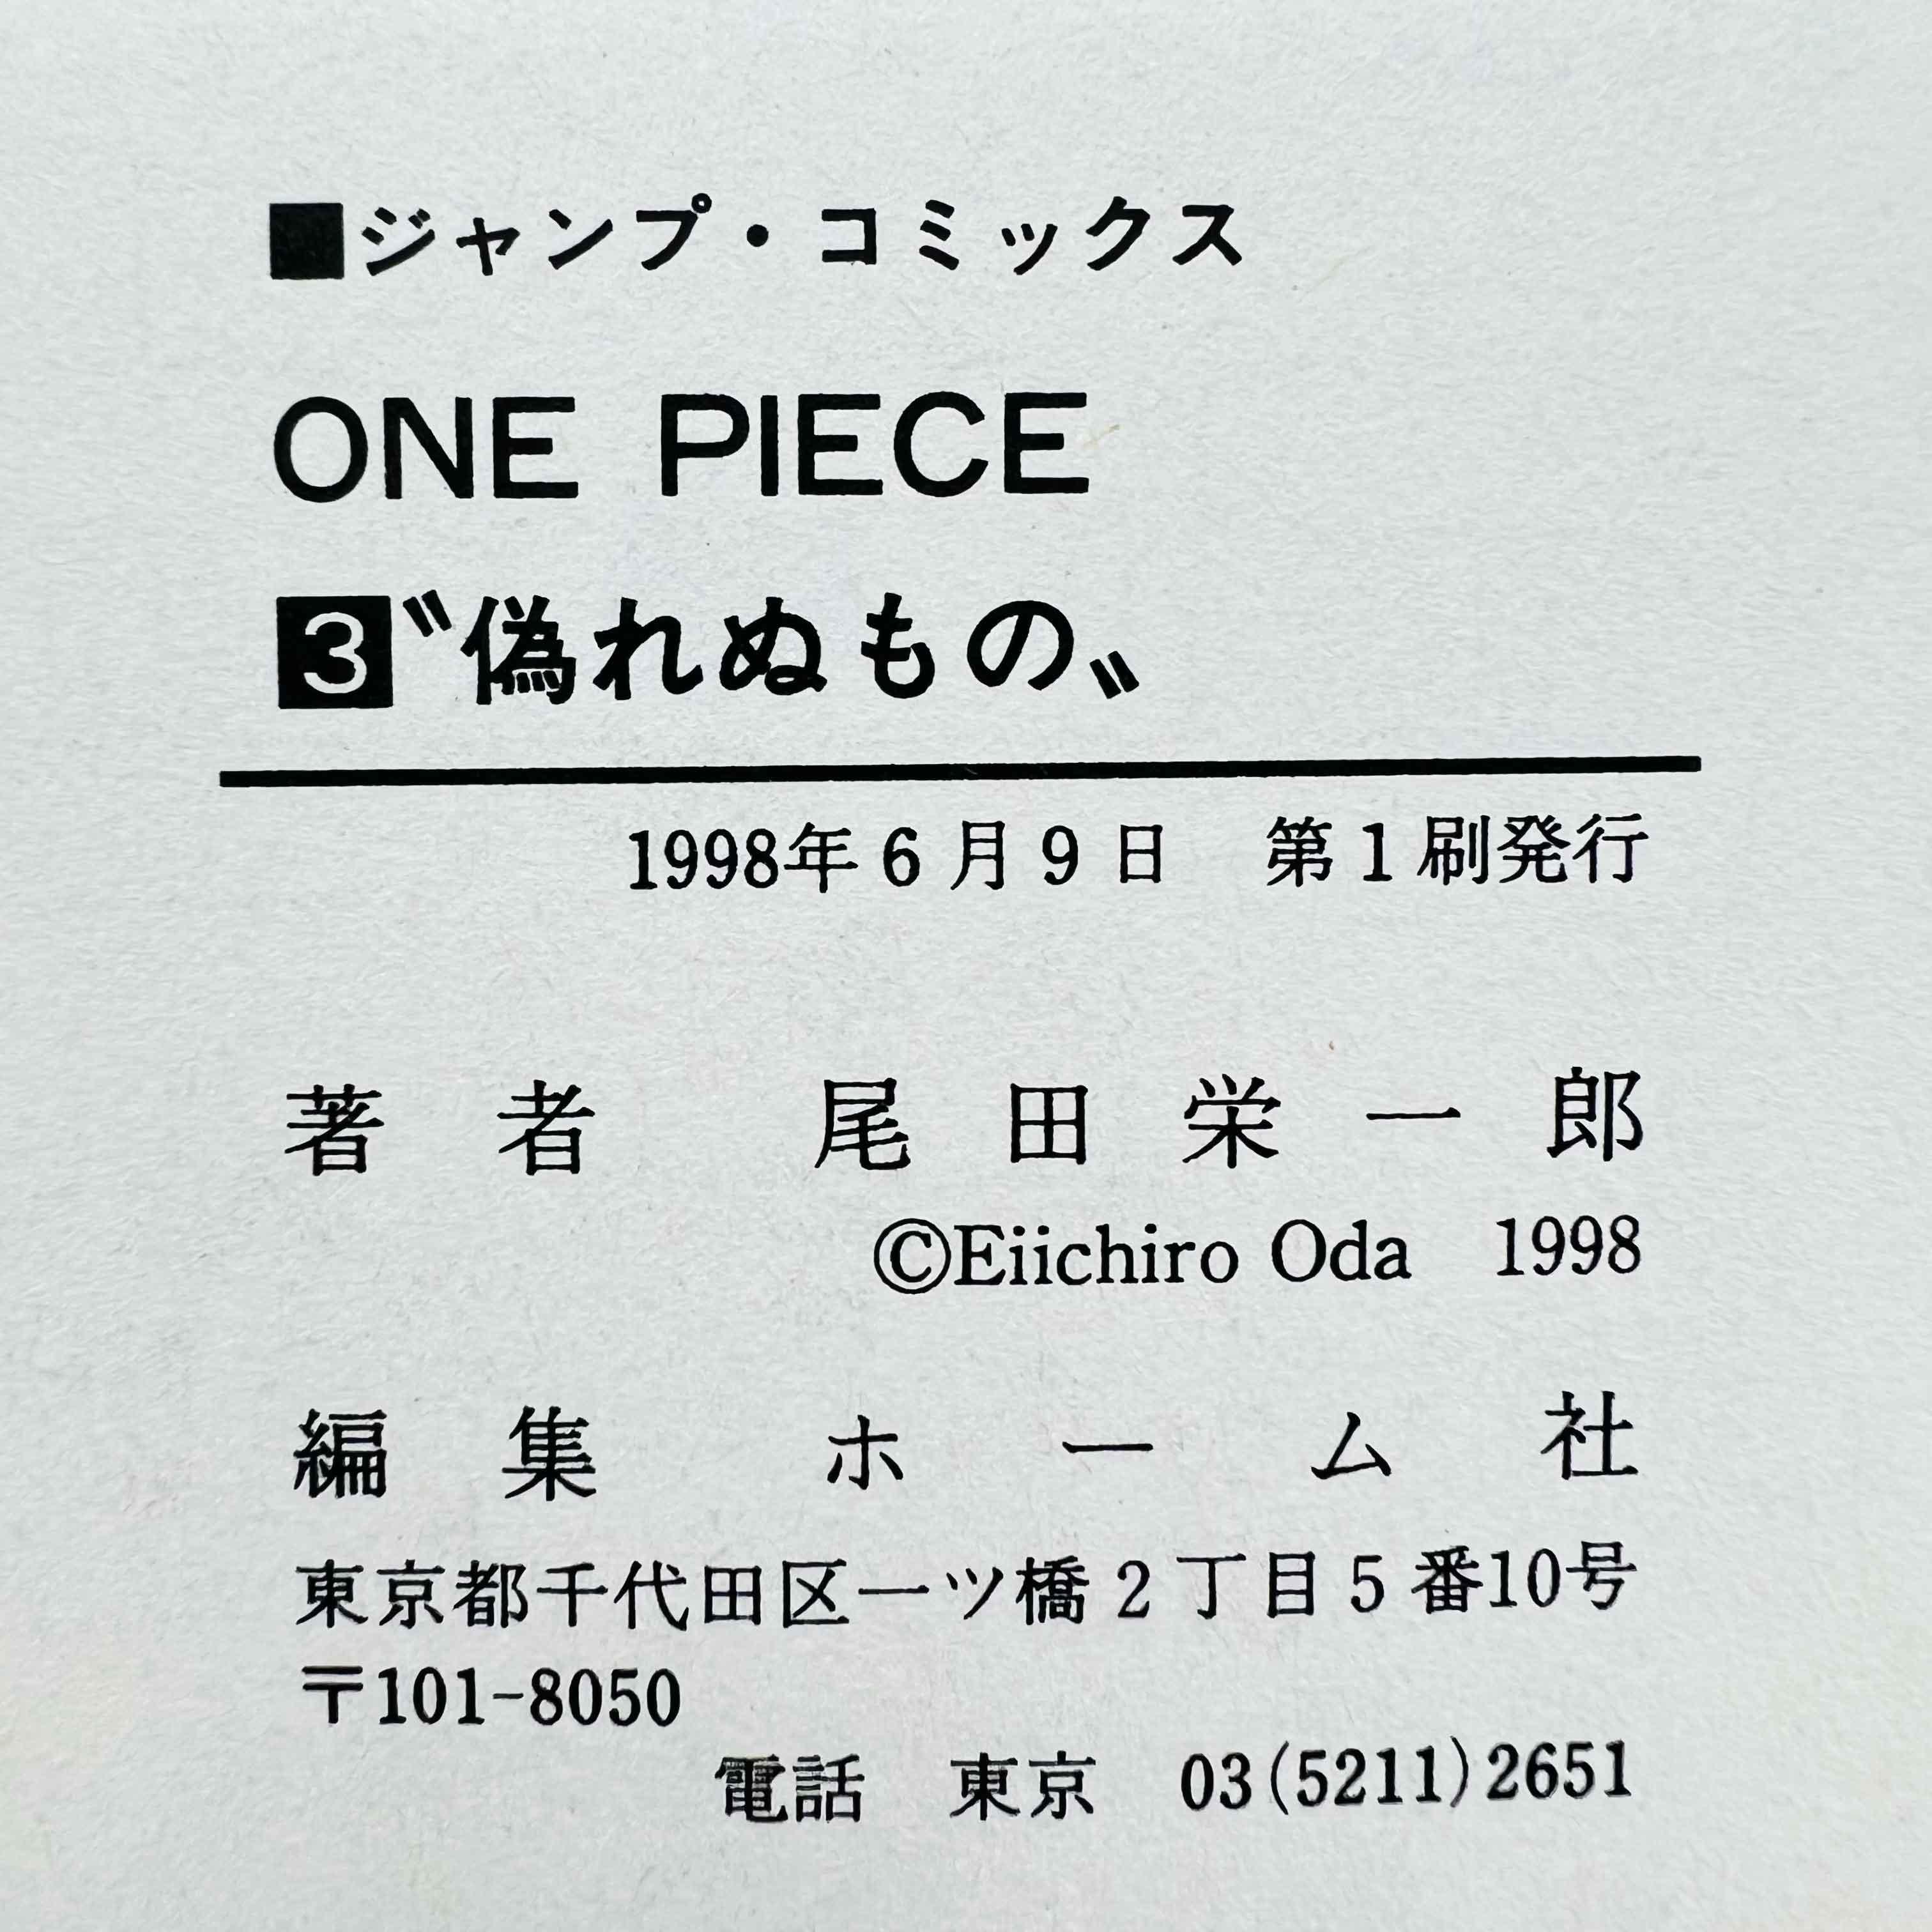 ■ジャンプ・コミックス
ONE PIECE
3〝偽れぬもの〟
1998年6月9日 第1刷発行
著者 尾田栄一郎
©Eiichiro Oda 1998
編集 ホーム社
東京都千代田区一ツ橋2丁目5番10号
〒101-8050
電話 東京 03(5211)2651